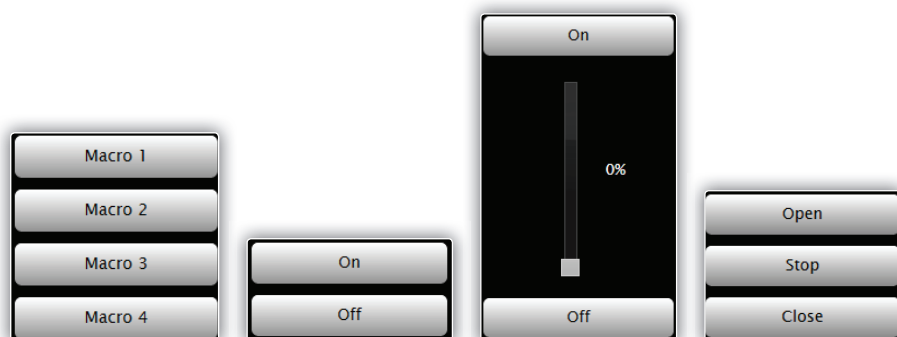 Macro 1
Macro 2
Macro 3
Macro 4
On
Off
On
0%
Off
Open
Stop
Close